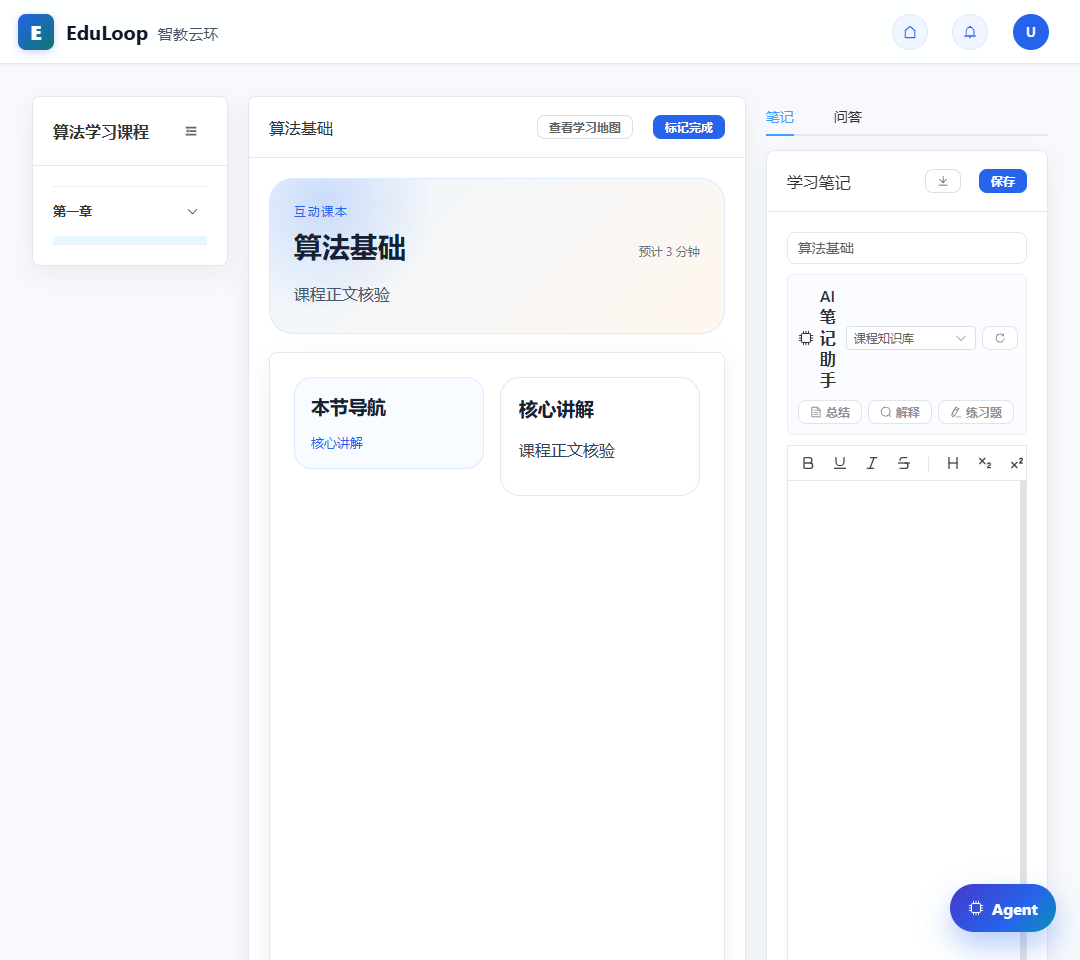 E EduLoop 智教云环 U
算法学习课程
第一章
算法基础 查看学习地图 标记完成
互动课本
算法基础
预计 3 分钟
课程正文核验
本节导航
核心讲解
核心讲解
课程正文核验
笔记 问答
学习笔记 保存
算法基础
AI
笔
记
助
手
课程知识库
总结 解释 练习题
B U I S H x₂ x²
Agent